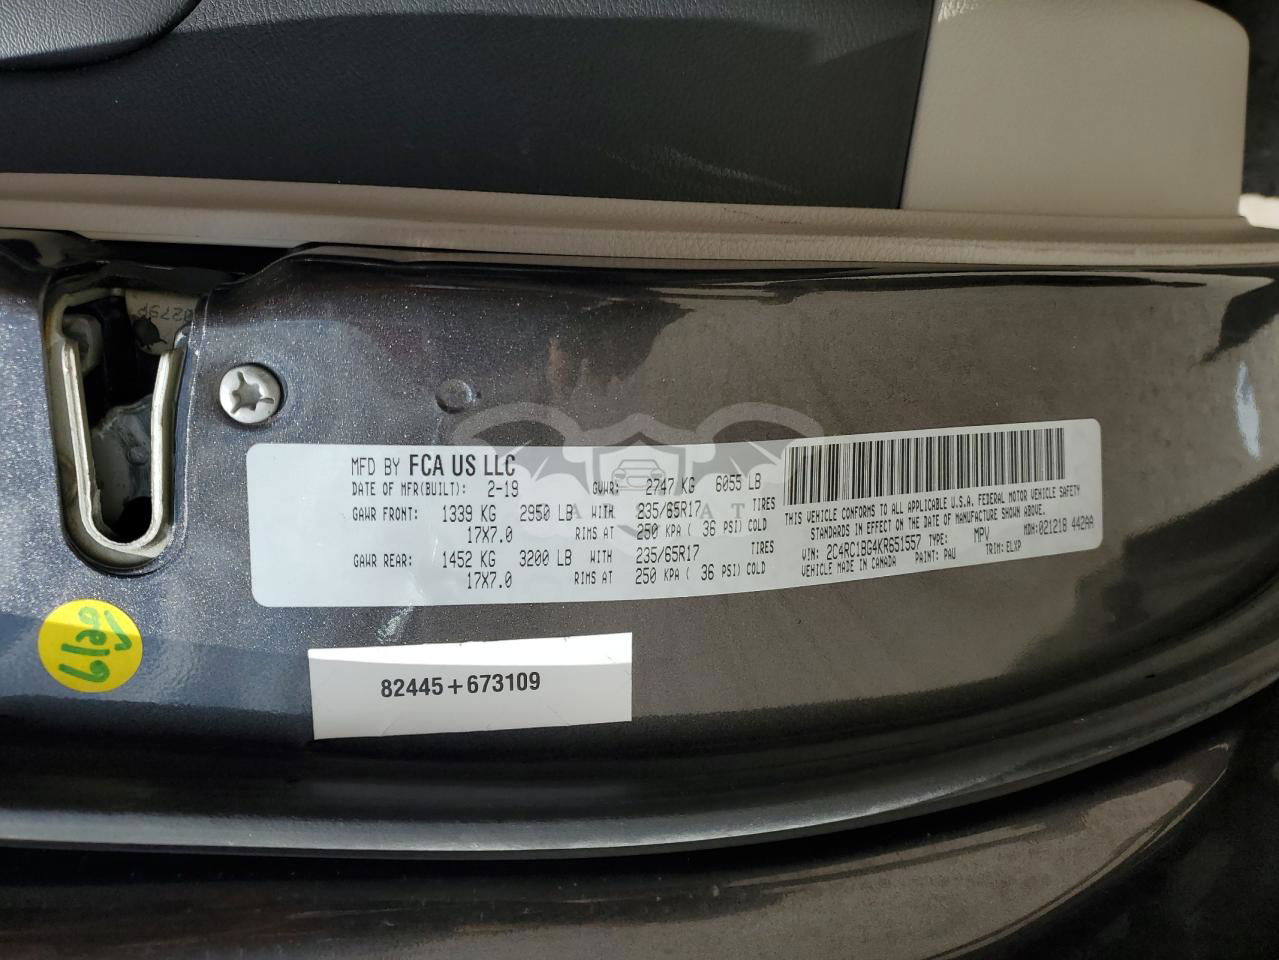 MFD BY FCA US LLC
DATE OF MFR(BUILT): 2-19 GVWR: 2747 KG 6055 LB
GAWR FRONT: 1339 KG 2950 LB WITH 235/65R17 TIRES
17X7.0 RIMS AT 250 KPA ( 36 PSI) COLD
GAWR REAR: 1452 KG 3200 LB WITH 235/65R17 TIRES
17X7.0 RIMS AT 250 KPA ( 36 PSI) COLD
THIS VEHICLE CONFORMS TO ALL APPLICABLE U.S.A. FEDERAL MOTOR VEHICLE SAFETY
STANDARDS IN EFFECT ON THE DATE OF MANUFACTURE SHOWN ABOVE.
VIN: 2C4RC1BG4KR651557 TYPE: MPV MDH: 021218 442AA
VEHICLE MADE IN CANADA PAINT: PAU TRIM: ELXP
82445+673109